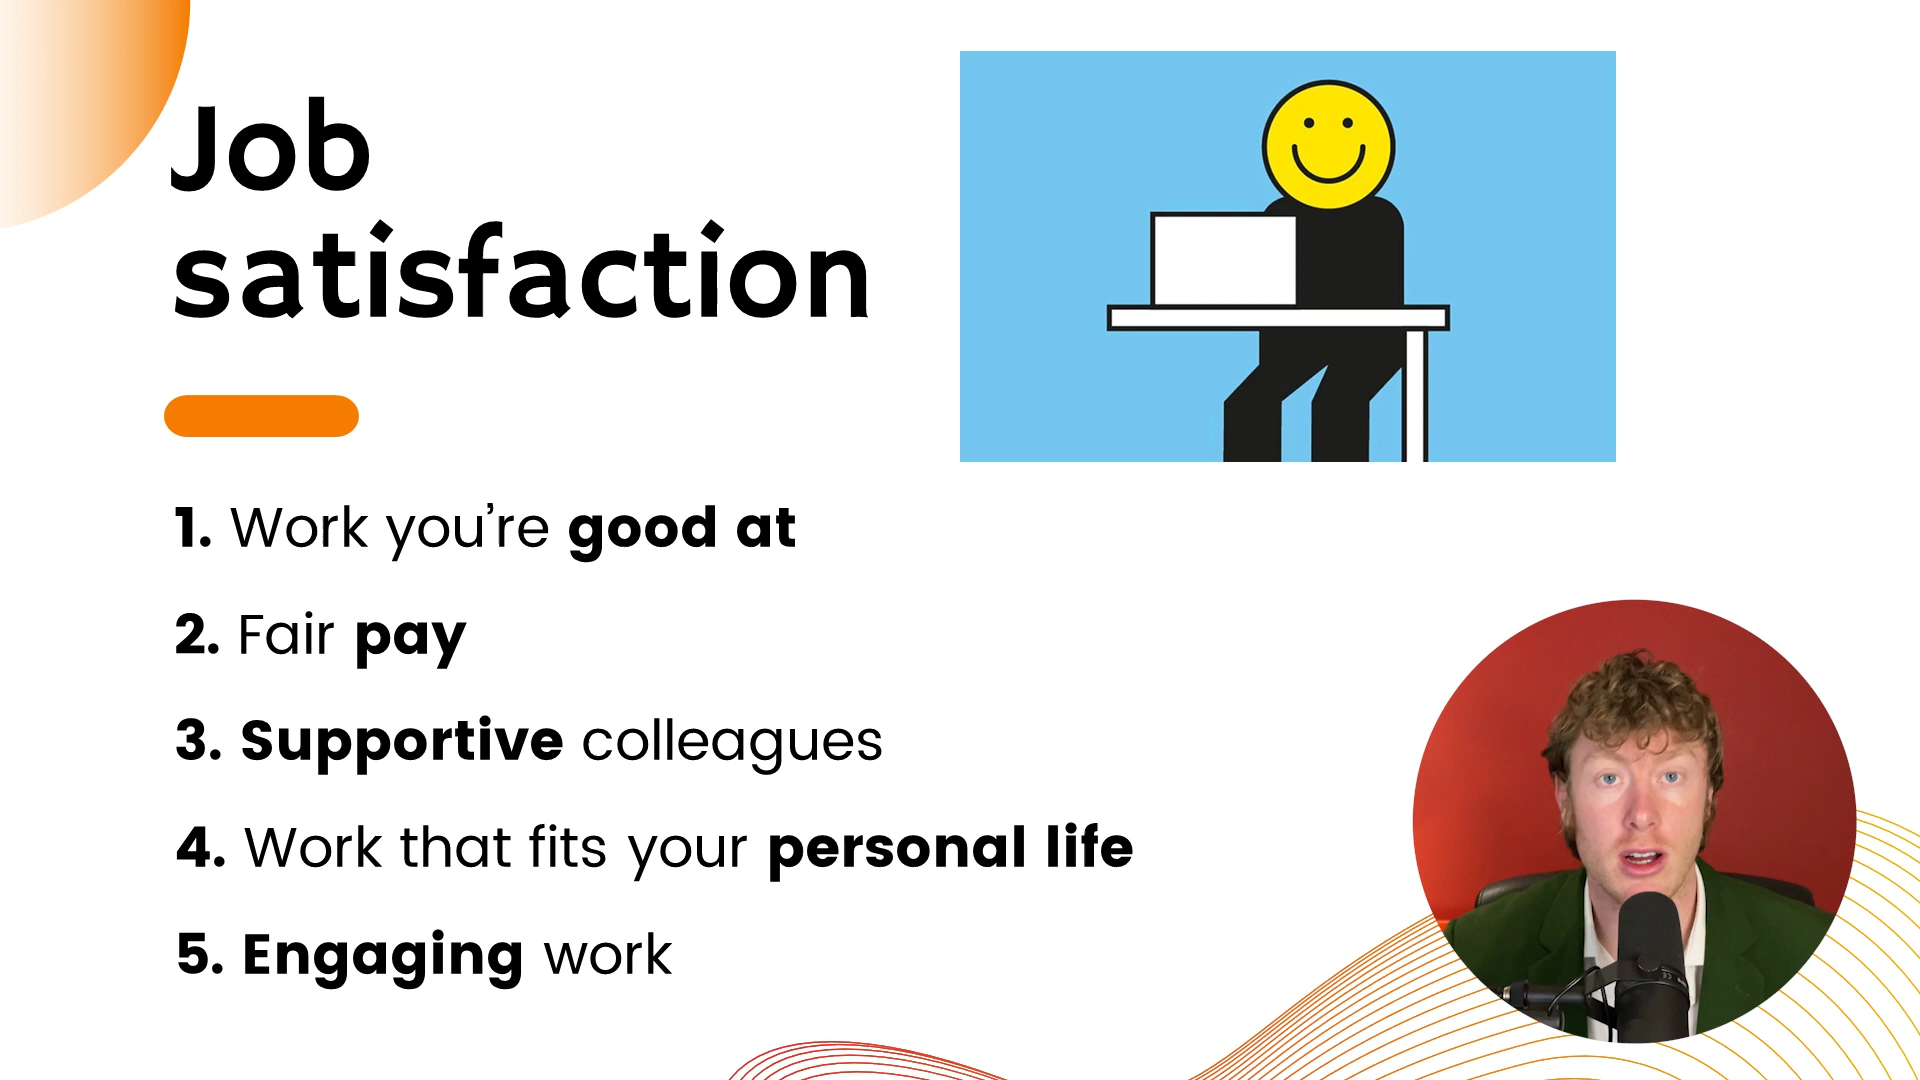 Job
satisfaction
1. Work you’re good at
2. Fair pay
3. Supportive colleagues
4. Work that fits your personal life
5. Engaging work